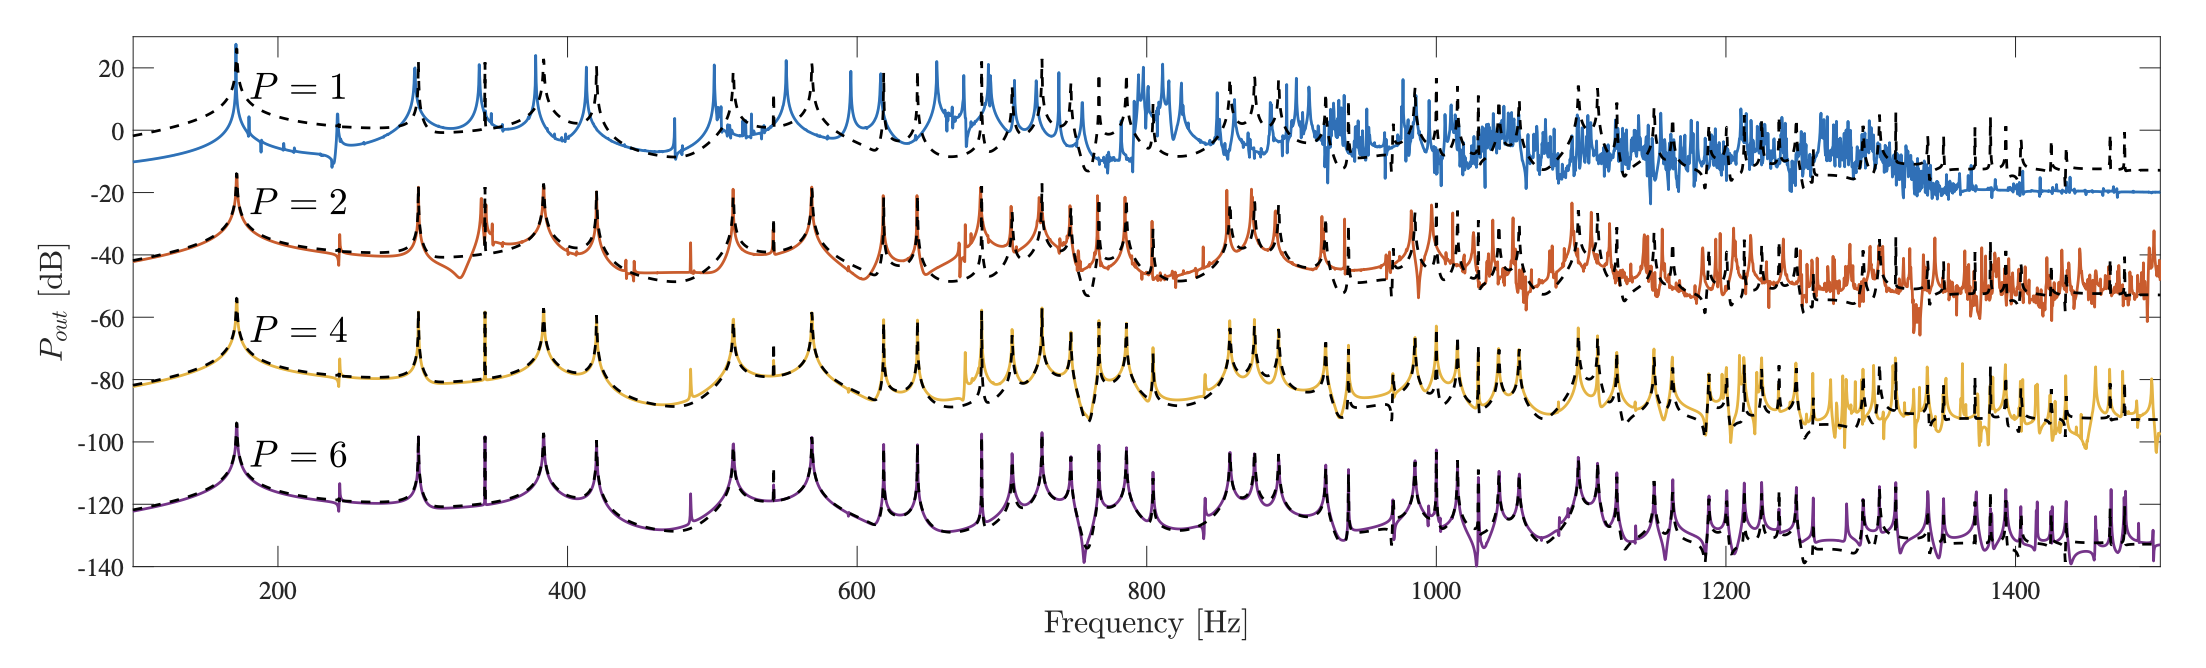 20
0
-20
-40
-60
-80
-100
-120
-140
P_out [dB]
P = 1
P = 2
P = 4
P = 6
200 400 600 800 1000 1200 1400
Frequency [Hz]